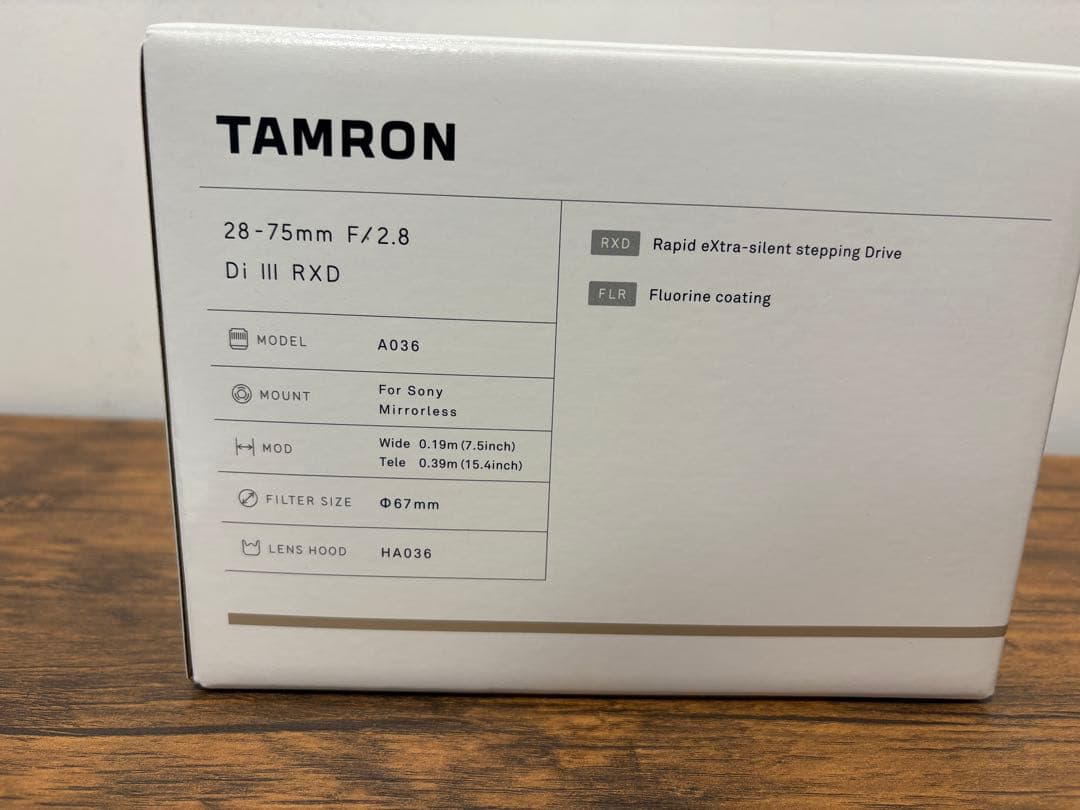 TAMRON
28-75mm F/2.8
Di III RXD
MODEL A036
MOUNT For Sony
Mirrorless
MOD Wide 0.19m (7.5inch)
Tele 0.39m (15.4inch)
FILTER SIZE Φ67mm
LENS HOOD HA036
RXD Rapid eXtra-silent stepping Drive
FLR Fluorine coating